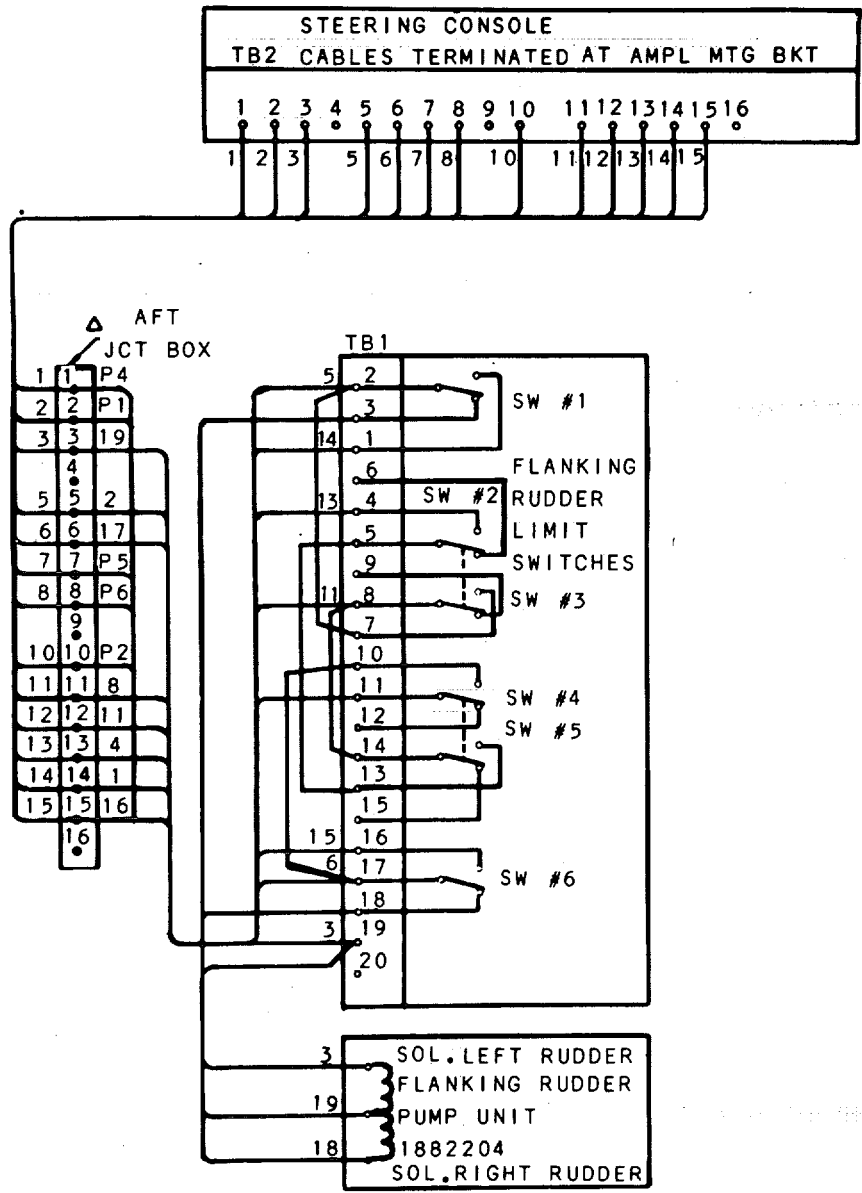 STEERING CONSOLE
TB2 CABLES TERMINATED AT AMPL MTG BKT
1 2 3 4 5 6 7 8 9 10 11 12 13 14 15 16
1 2 3 5 6 7 8 10 11 12 13 14 15
AFT
JCT BOX
1 1 P4
2 2 P1
3 3 19
4
5 5 2
6 6 17
7 7 P5
8 8 P6
9
10 10 P2
11 11 8
12 12 11
13 13 4
14 14 1
15 15 16
16
TB1
5 2
3
SW #1
14 1
6
FLANKING
13 4
SW #2
RUDDER
5
LIMIT
9
SWITCHES
11 8
SW #3
7
10
11
SW #4
12
SW #5
14
13
15
15 16
6 17
SW #6
18
3 19
20
3
SOL. LEFT RUDDER
FLANKING RUDDER
19
PUMP UNIT
18
1882204
SOL. RIGHT RUDDER